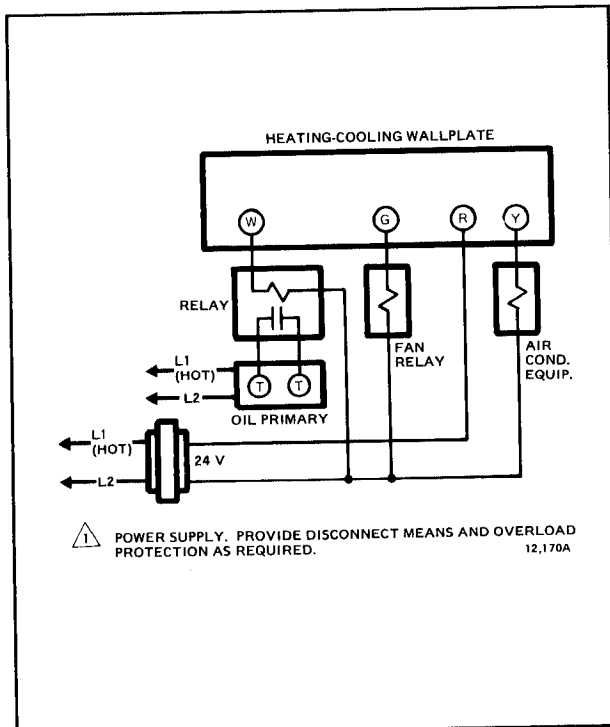 HEATING-COOLING WALLPLATE
W
G
R
Y
RELAY
FAN
RELAY
AIR
COND.
EQUIP.
L1
(HOT)
L2
T
T
OIL PRIMARY
L1
(HOT)
L2
24 V
1
POWER SUPPLY. PROVIDE DISCONNECT MEANS AND OVERLOAD
PROTECTION AS REQUIRED.
12,170A